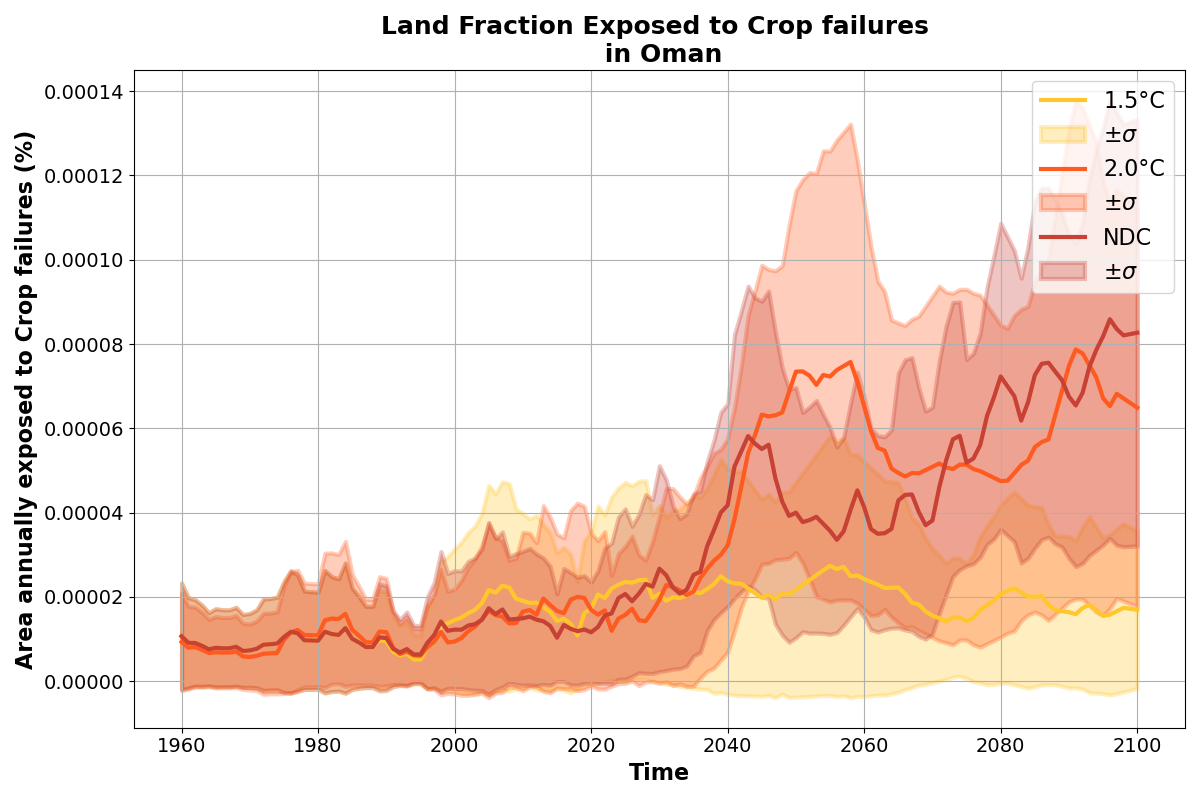 Land Fraction Exposed to Crop failures
in Oman
Area annually exposed to Crop failures (%)
0.00014
0.00012
0.00010
0.00008
0.00006
0.00004
0.00002
0.00000
1.5°C
±σ
2.0°C
±σ
NDC
±σ
1960 1980 2000 2020 2040 2060 2080 2100
Time